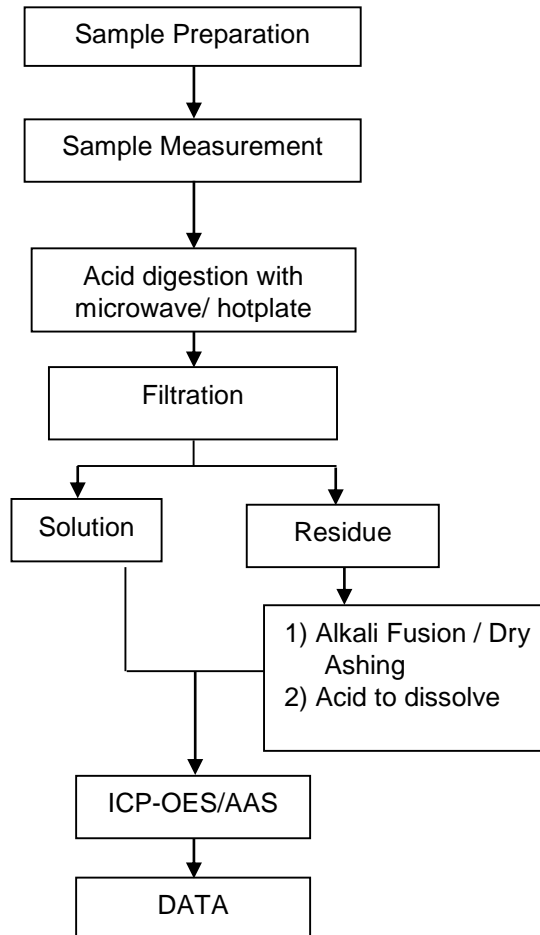 Sample Preparation
Sample Measurement
Acid digestion with
microwave/ hotplate
Filtration
Solution
Residue
1) Alkali Fusion / Dry
Ashing
2) Acid to dissolve
ICP-OES/AAS
DATA